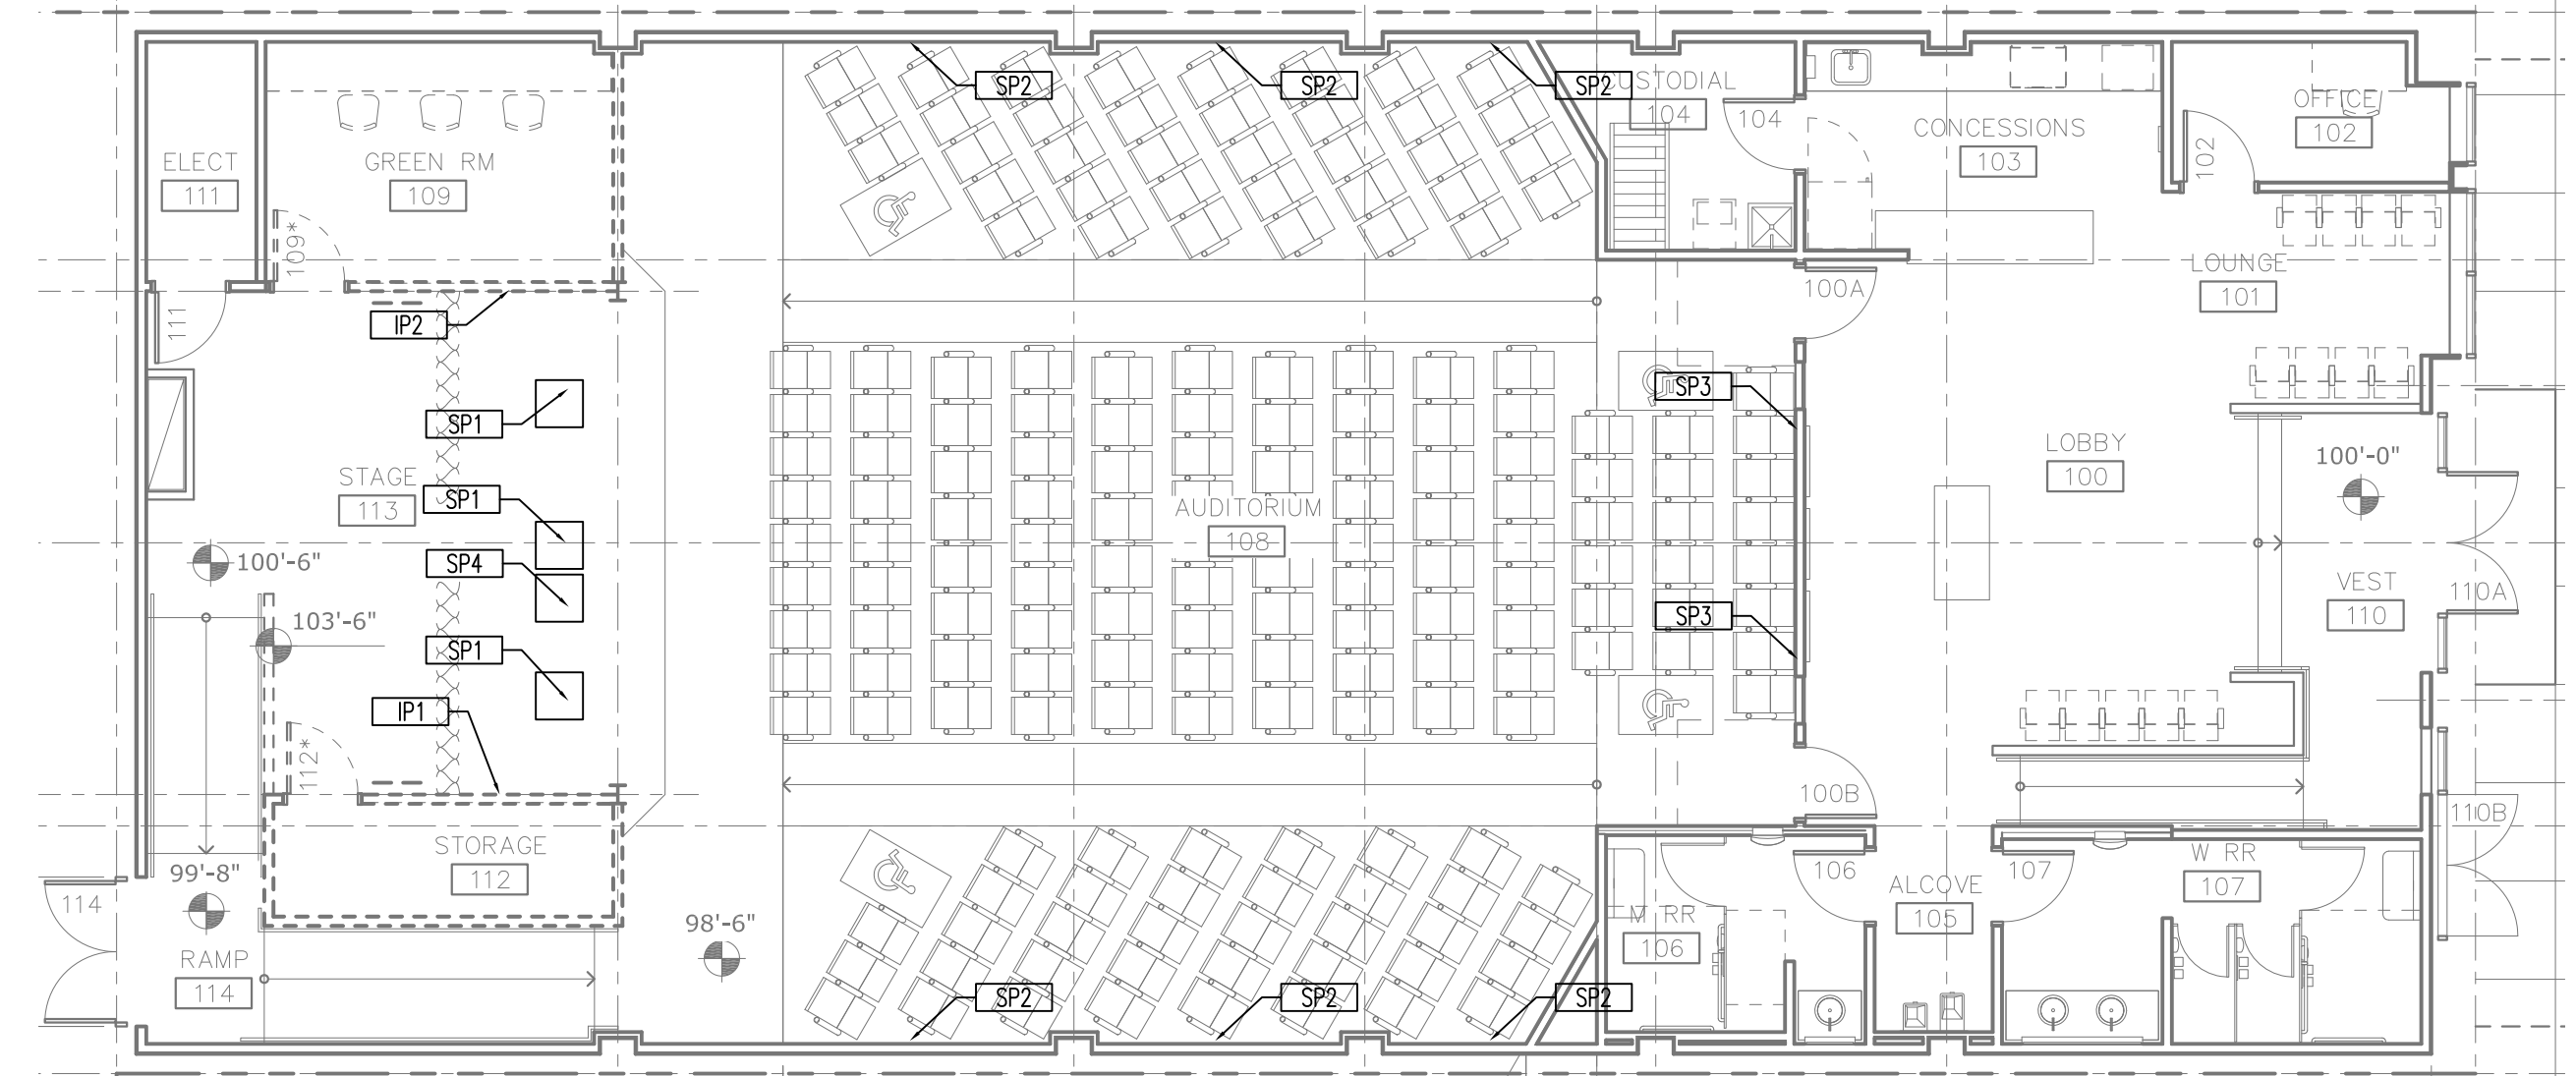 SP2
SP2
SP2
CUSTODIAL
104
104
CONCESSIONS
103
OFFICE
102
102
ELECT
111
GREEN RM
109
109*
111
IP2
LOUNGE
101
100A
SP1
SP3
STAGE
113
SP1
SP4
AUDITORIUM
108
LOBBY
100
100'-0"
100'-6"
103'-6"
SP1
SP3
VEST
110
110A
IP1
112*
100B
110B
STORAGE
112
99'-8"
114
RAMP
114
98'-6"
106
107
W RR
107
ALCOVE
105
M RR
106
SP2
SP2
SP2